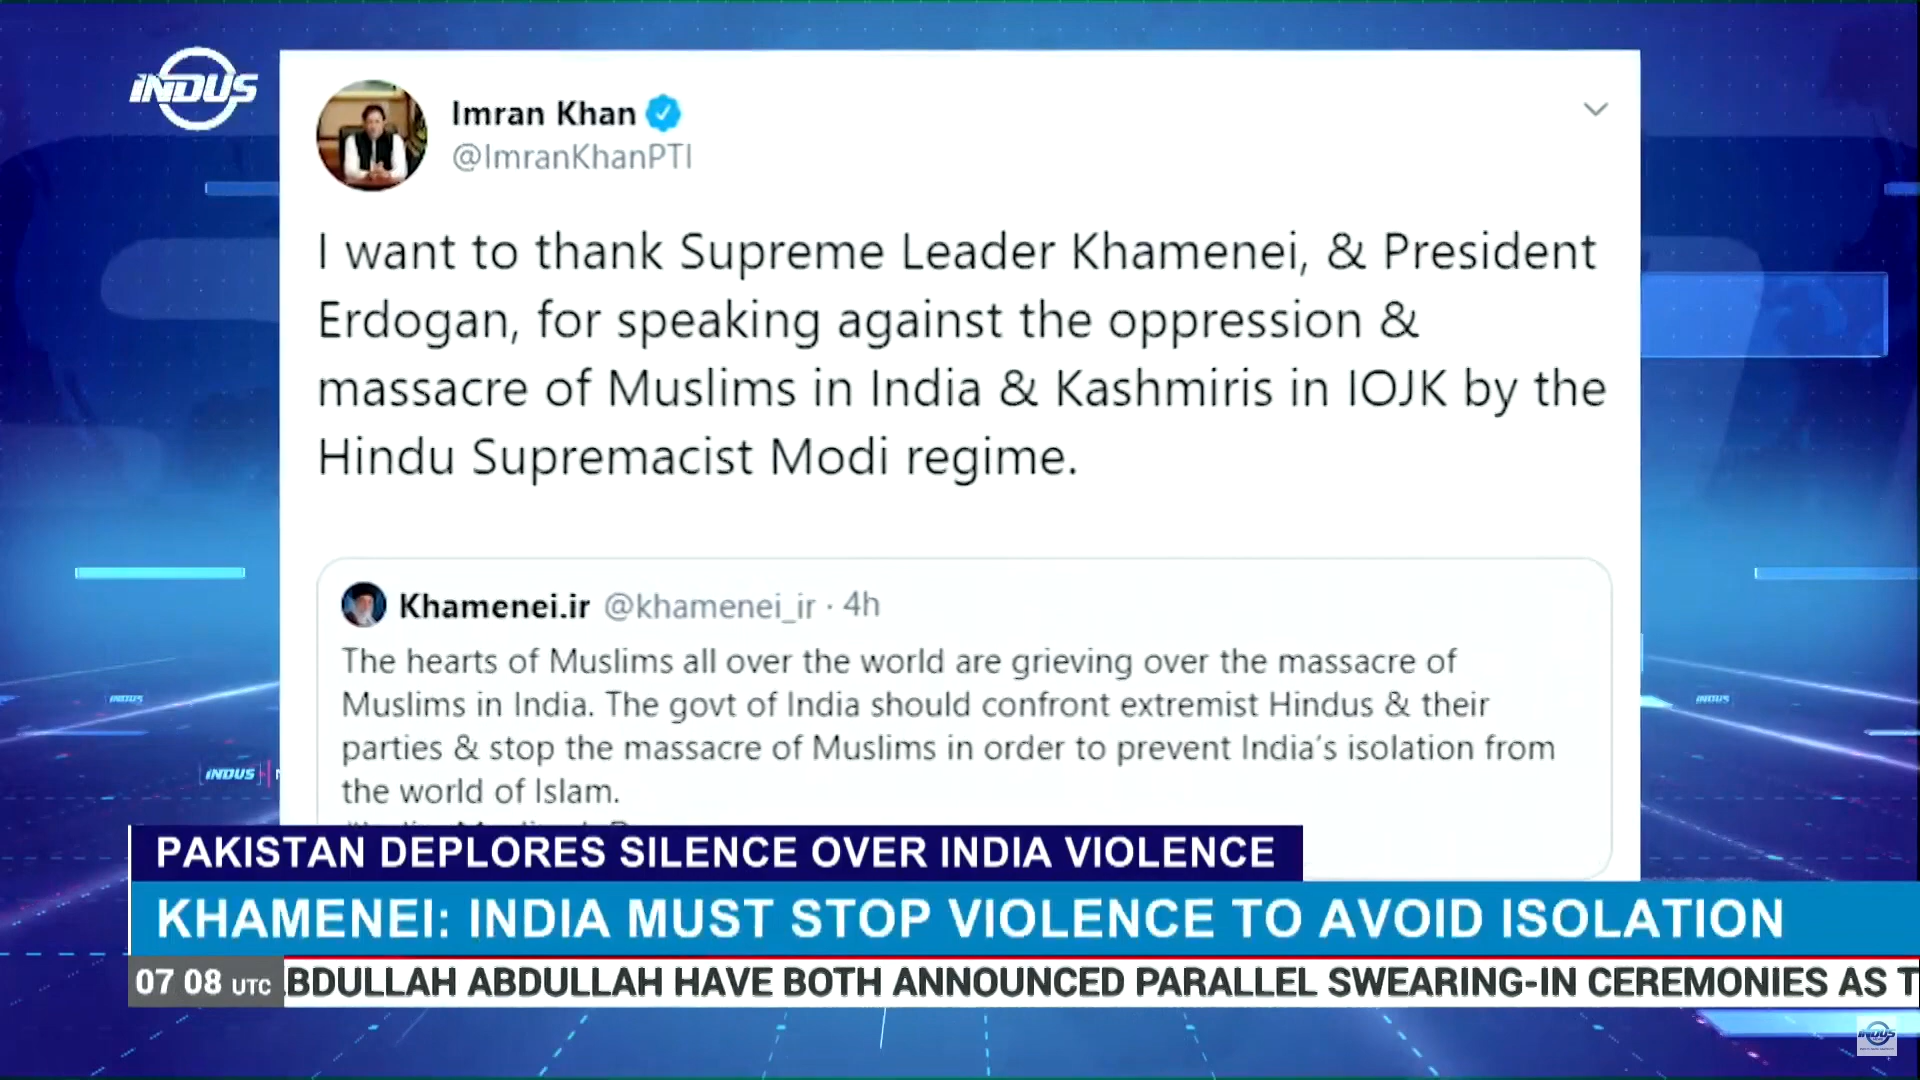 INDUS
Imran Khan
@ImranKhanPTI
I want to thank Supreme Leader Khamenei, & President
Erdogan, for speaking against the oppression &
massacre of Muslims in India & Kashmiris in IOJK by the
Hindu Supremacist Modi regime.
Khamenei.ir @khamenei_ir · 4h
The hearts of Muslims all over the world are grieving over the massacre of
Muslims in India. The govt of India should confront extremist Hindus & their
parties & stop the massacre of Muslims in order to prevent India's isolation from
the world of Islam.
INDUS
INDUS
INDUS
PAKISTAN DEPLORES SILENCE OVER INDIA VIOLENCE
KHAMENEI: INDIA MUST STOP VIOLENCE TO AVOID ISOLATION
07 08 UTC BDULLAH ABDULLAH HAVE BOTH ANNOUNCED PARALLEL SWEARING-IN CEREMONIES AS T
INDUS